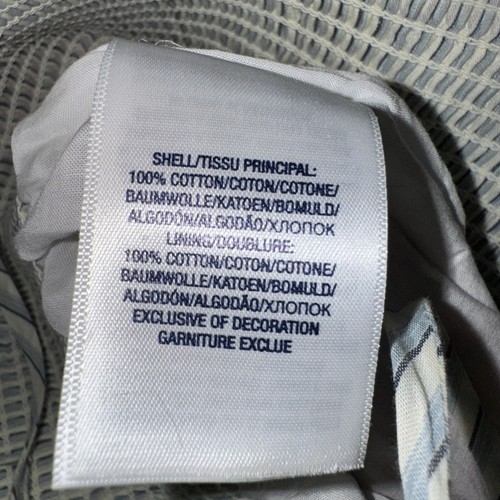 SHELL/TISSU PRINCIPAL:
100% COTTON/COTON/COTONE/
BAUMWOLLE/KATOEN/BOMULD/
ALGODÓN/ALGODÃO/ХЛОПОК
LINING/DOUBLURE:
100% COTTON/COTON/COTONE/
BAUMWOLLE/KATOEN/BOMULD/
ALGODÓN/ALGODÃO/ХЛОПОК
EXCLUSIVE OF DECORATION
GARNITURE EXCLUE